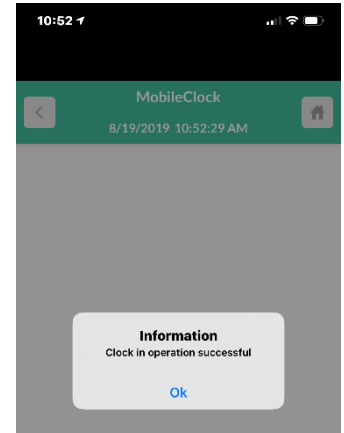 10:52
MobileClock
8/19/2019 10:52:29 AM
Information
Clock in operation successful
Ok